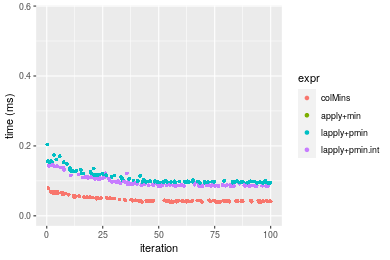 0.6
0.4
0.2
0.0
time (ms)
0
25
50
75
100
iteration
expr
colMins
apply+min
lapply+pmin
lapply+pmin.int